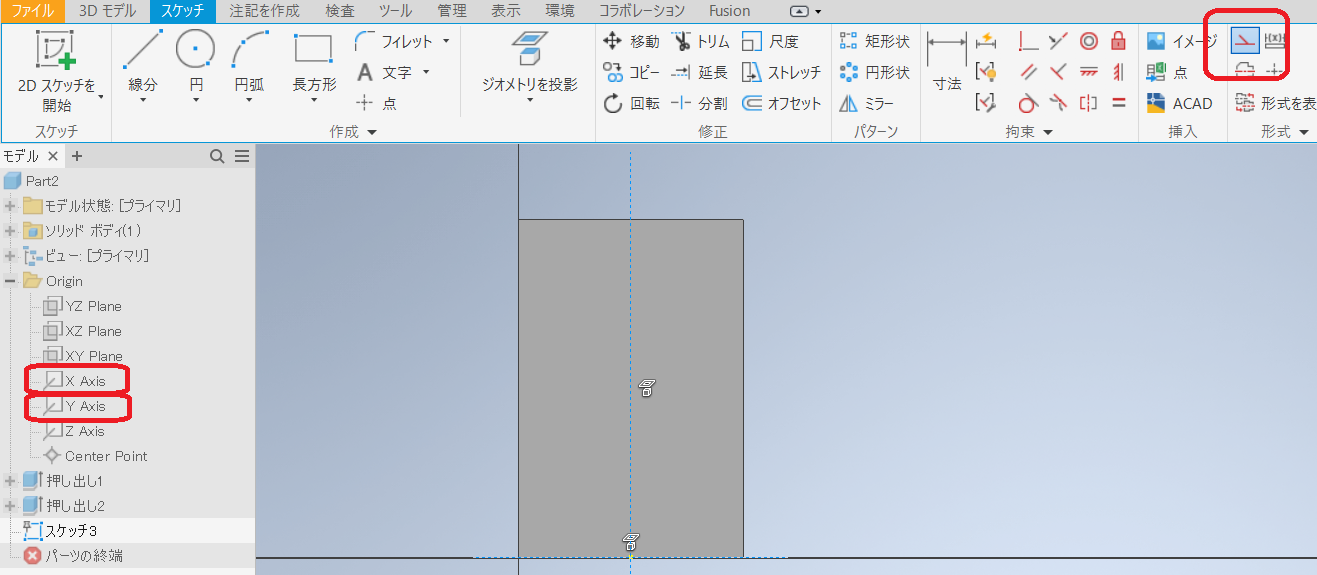 ファイル 3D モデル スケッチ 注記を作成 検査 ツール 管理 表示 環境 コラボレーション Fusion
2D スケッチを
開始
スケッチ
線分 円 円弧 長方形
フィレット
文字
点
作成
ジオメトリを投影
移動 トリム 尺度
コピー 延長 ストレッチ
回転 分割 オフセット
修正
矩形状
円形状
ミラー
パターン
寸法
拘束
イメージ
点
ACAD
挿入
形式を表
形式
モデル
Part2
モデル状態: [プライマリ]
ソリッド ボディ(1)
ビュー: [プライマリ]
Origin
YZ Plane
XZ Plane
XY Plane
X Axis
Y Axis
Z Axis
Center Point
押し出し1
押し出し2
スケッチ3
パーツの終端